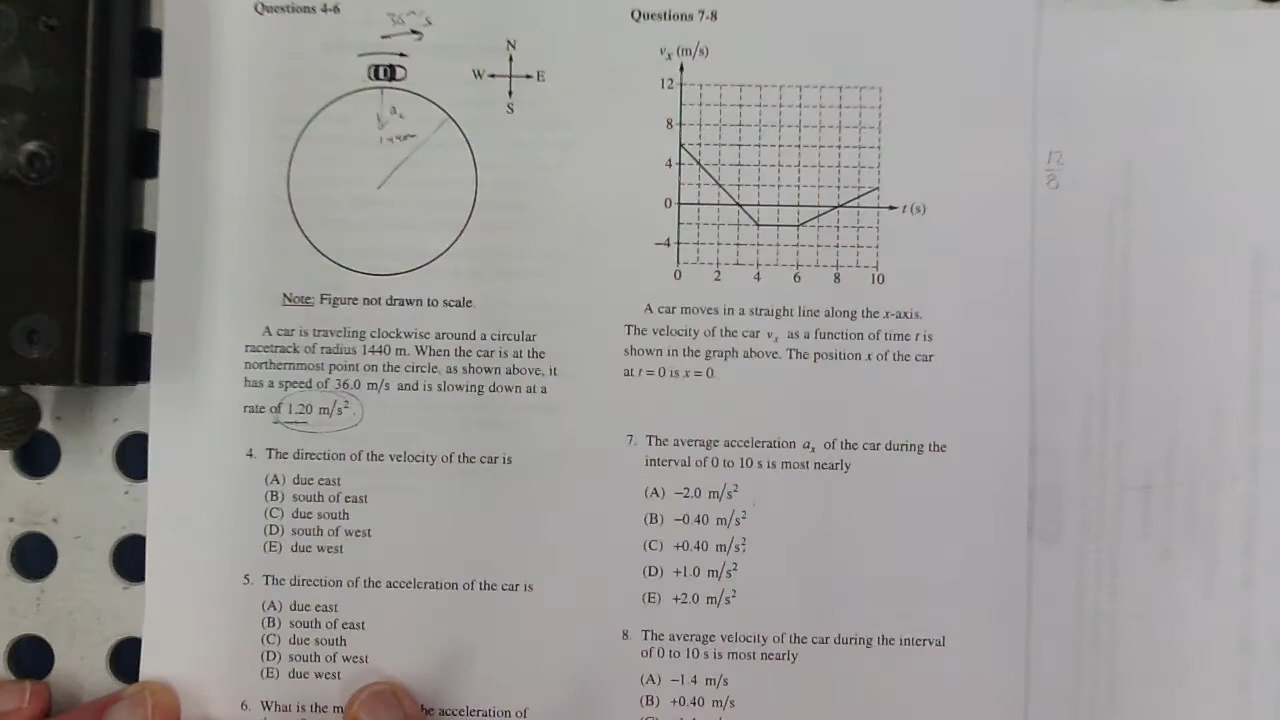 Questions 4-6
N
W E
S
Note: Figure not drawn to scale.
A car is traveling clockwise around a circular
racetrack of radius 1440 m. When the car is at the
northernmost point on the circle, as shown above, it
has a speed of 36.0 m/s and is slowing down at a
rate of 1.20 m/s².
4. The direction of the velocity of the car is
(A) due east
(B) south of east
(C) due south
(D) south of west
(E) due west
5. The direction of the acceleration of the car is
(A) due east
(B) south of east
(C) due south
(D) south of west
(E) due west
6. What is the m
he acceleration of
Questions 7-8
vₓ (m/s)
12
8
4
0
−4
0 2 4 6 8 10
t (s)
A car moves in a straight line along the x-axis.
The velocity of the car vₓ as a function of time t is
shown in the graph above. The position x of the car
at t = 0 is x = 0.
7. The average acceleration aₓ of the car during the
interval of 0 to 10 s is most nearly
(A) −2.0 m/s²
(B) −0.40 m/s²
(C) +0.40 m/s²
(D) +1.0 m/s²
(E) +2.0 m/s²
8. The average velocity of the car during the interval
of 0 to 10 s is most nearly
(A) −1.4 m/s
(B) +0.40 m/s
12
8